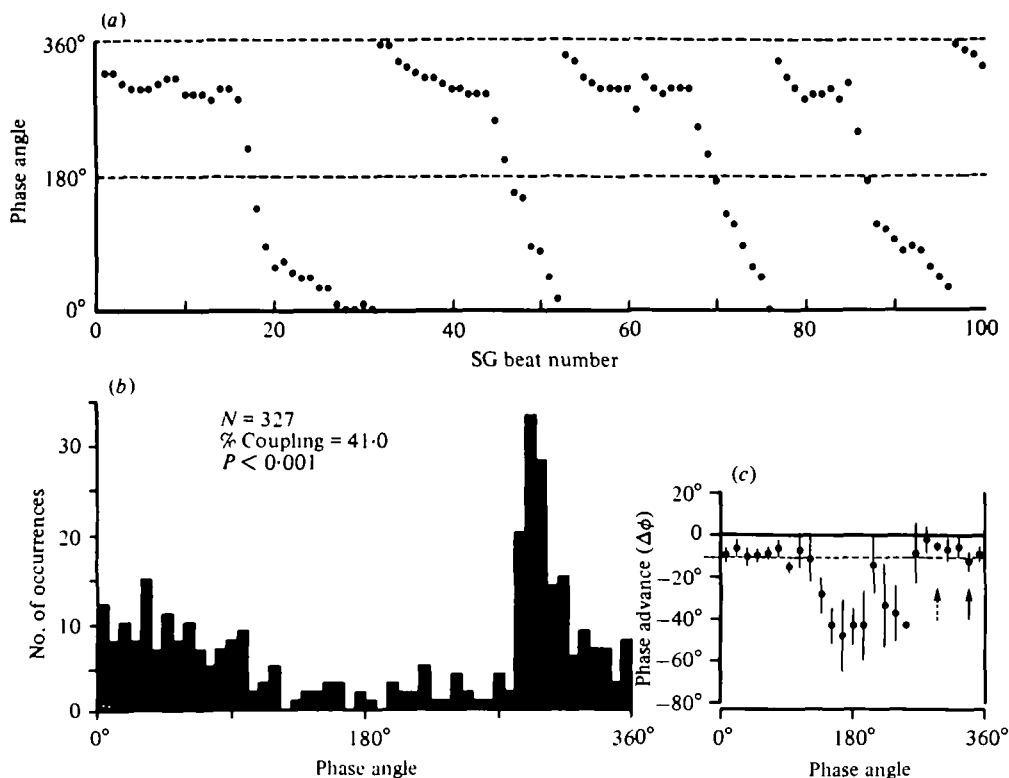 (a)
360°
180°
0°
Phase angle
0
20
40
60
80
100
SG beat number
(b)
N = 327
% Coupling = 41·0
P < 0·001
30
20
10
0
No. of occurrences
0°
180°
360°
Phase angle
(c)
20°
0
−20°
−40°
−60°
−80°
Phase advance (Δϕ)
0°
180°
360°
Phase angle